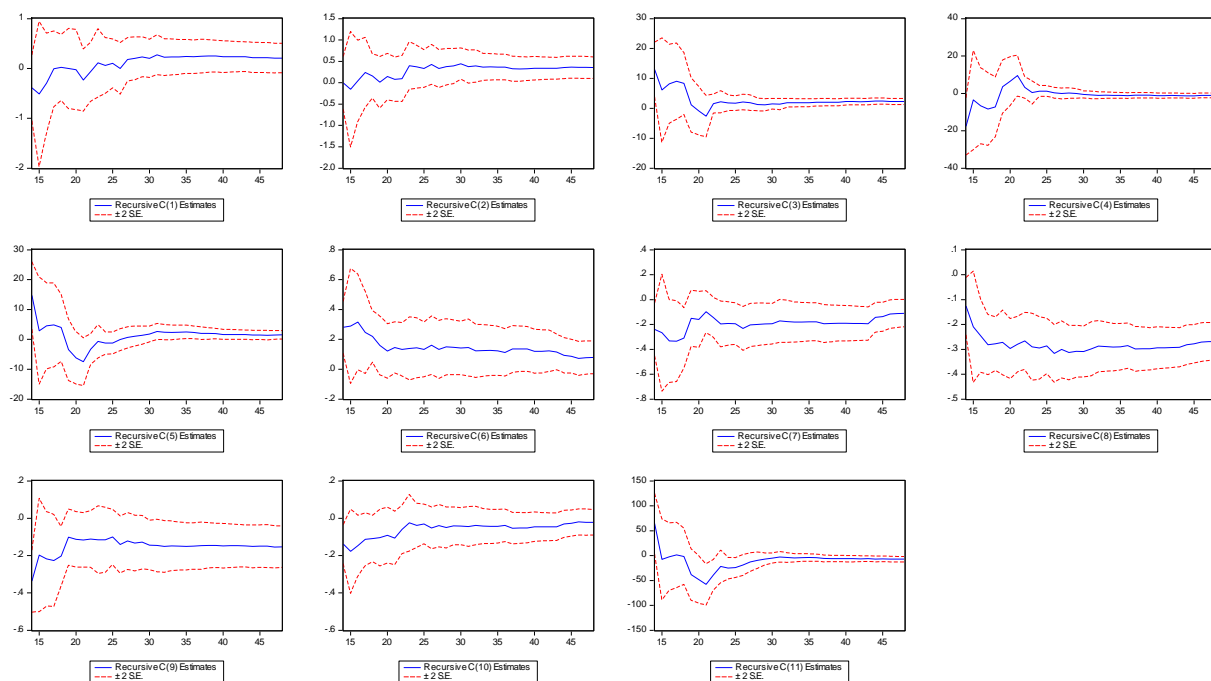 1
0
-1
-2
15 20 25 30 35 40 45
Recursive C(1) Estimates
± 2 S.E.
1.5
1.0
0.5
0.0
-0.5
-1.0
-1.5
-2.0
15 20 25 30 35 40 45
Recursive C(2) Estimates
± 2 S.E.
30
20
10
0
-10
-20
15 20 25 30 35 40 45
Recursive C(3) Estimates
± 2 S.E.
40
20
0
-20
-40
15 20 25 30 35 40 45
Recursive C(4) Estimates
± 2 S.E.
30
20
10
0
-10
-20
15 20 25 30 35 40 45
Recursive C(5) Estimates
± 2 S.E.
.8
.6
.4
.2
.0
-.2
15 20 25 30 35 40 45
Recursive C(6) Estimates
± 2 S.E.
.4
.2
.0
-.2
-.4
-.6
-.8
15 20 25 30 35 40 45
Recursive C(7) Estimates
± 2 S.E.
.1
.0
-.1
-.2
-.3
-.4
-.5
15 20 25 30 35 40 45
Recursive C(8) Estimates
± 2 S.E.
.2
.0
-.2
-.4
-.6
15 20 25 30 35 40 45
Recursive C(9) Estimates
± 2 S.E.
.2
.0
-.2
-.4
-.6
15 20 25 30 35 40 45
Recursive C(10) Estimates
± 2 S.E.
150
100
50
0
-50
-100
-150
15 20 25 30 35 40 45
Recursive C(11) Estimates
± 2 S.E.